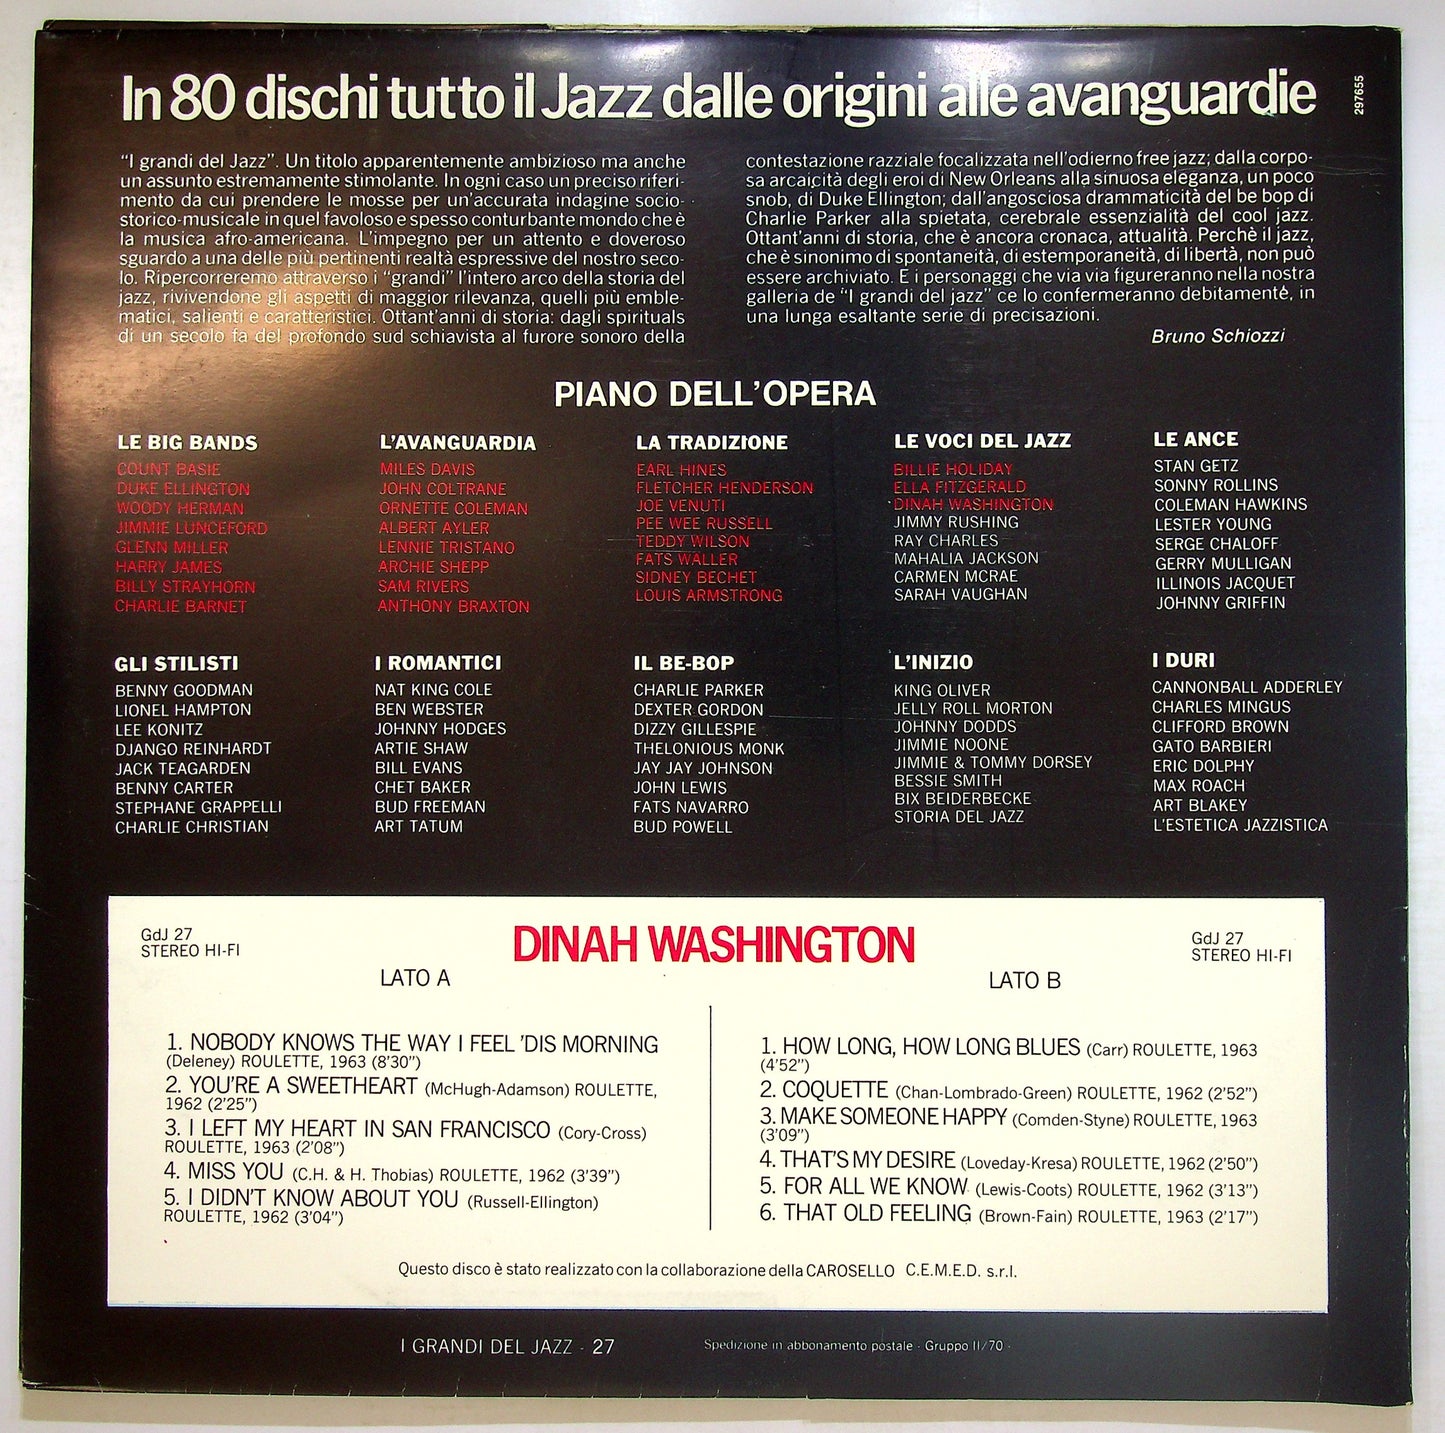 In 80 dischi tutto il Jazz dalle origini alle avanguardie
297655
“I grandi del Jazz”. Un titolo apparentemente ambizioso ma anche
un assunto estremamente stimolante. In ogni caso un preciso riferi-
mento da cui prendere le mosse per un'accurata indagine socio-
storico-musicale in quel favoloso e spesso conturbante mondo che è
la musica afro-americana. L'impegno per un attento e doveroso
sguardo a una delle più pertinenti realtà espressive del nostro seco-
lo. Ripercorreremo attraverso i “grandi” l'intero arco della storia del
jazz, rivivendone gli aspetti di maggior rilevanza, quelli più emble-
matici, salienti e caratteristici. Ottant'anni di storia: dagli spirituals
di un secolo fa del profondo sud schiavista al furore sonoro della
contestazione razziale focalizzata nell'odierno free jazz; dalla corpo-
sa arcaicità degli eroi di New Orleans alla sinuosa eleganza, un poco
snob, di Duke Ellington; dall'angosciosa drammaticità del be bop di
Charlie Parker alla spietata, cerebrale essenzialità del cool jazz.
Ottant'anni di storia, che è ancora cronaca, attualità. Perchè il jazz,
che è sinonimo di spontaneità, di estemporaneità, di libertà, non può
essere archiviato. E i personaggi che via via figureranno nella nostra
galleria de “I grandi del jazz” ce lo confermeranno debitamente, in
una lunga esaltante serie di precisazioni.
Bruno Schiozzi
PIANO DELL'OPERA
LE BIG BANDS
COUNT BASIE
DUKE ELLINGTON
WOODY HERMAN
JIMMIE LUNCEFORD
GLENN MILLER
HARRY JAMES
BILLY STRAYHORN
CHARLIE BARNET
L'AVANGUARDIA
MILES DAVIS
JOHN COLTRANE
ORNETTE COLEMAN
ALBERT AYLER
LENNIE TRISTANO
ARCHIE SHEPP
SAM RIVERS
ANTHONY BRAXTON
LA TRADIZIONE
EARL HINES
FLETCHER HENDERSON
JOE VENUTI
PEE WEE RUSSELL
TEDDY WILSON
FATS WALLER
SIDNEY BECHET
LOUIS ARMSTRONG
LE VOCI DEL JAZZ
BILLIE HOLIDAY
ELLA FITZGERALD
DINAH WASHINGTON
JIMMY RUSHING
RAY CHARLES
MAHALIA JACKSON
CARMEN MCRAE
SARAH VAUGHAN
LE ANCE
STAN GETZ
SONNY ROLLINS
COLEMAN HAWKINS
LESTER YOUNG
SERGE CHALOFF
GERRY MULLIGAN
ILLINOIS JACQUET
JOHNNY GRIFFIN
GLI STILISTI
BENNY GOODMAN
LIONEL HAMPTON
LEE KONITZ
DJANGO REINHARDT
JACK TEAGARDEN
BENNY CARTER
STEPHANE GRAPPELLI
CHARLIE CHRISTIAN
I ROMANTICI
NAT KING COLE
BEN WEBSTER
JOHNNY HODGES
ARTIE SHAW
BILL EVANS
CHET BAKER
BUD FREEMAN
ART TATUM
IL BE-BOP
CHARLIE PARKER
DEXTER GORDON
DIZZY GILLESPIE
THELONIOUS MONK
JAY JAY JOHNSON
JOHN LEWIS
FATS NAVARRO
BUD POWELL
L'INIZIO
KING OLIVER
JELLY ROLL MORTON
JOHNNY DODDS
JIMMIE NOONE
JIMMIE & TOMMY DORSEY
BESSIE SMITH
BIX BEIDERBECKE
STORIA DEL JAZZ
I DURI
CANNONBALL ADDERLEY
CHARLES MINGUS
CLIFFORD BROWN
GATO BARBIERI
ERIC DOLPHY
MAX ROACH
ART BLAKEY
L'ESTETICA JAZZISTICA
GdJ 27
STEREO HI-FI
DINAH WASHINGTON
GdJ 27
STEREO HI-FI
LATO A
1. NOBODY KNOWS THE WAY I FEEL 'DIS MORNING
(Deleney) ROULETTE, 1963 (8'30”)
2. YOU'RE A SWEETHEART (McHugh-Adamson) ROULETTE,
1962 (2'25”)
3. I LEFT MY HEART IN SAN FRANCISCO (Cory-Cross)
ROULETTE, 1963 (2'08”)
4. MISS YOU (C.H. & H. Thobias) ROULETTE, 1962 (3'39”)
5. I DIDN'T KNOW ABOUT YOU (Russell-Ellington)
ROULETTE, 1962 (3'04”)
LATO B
1. HOW LONG, HOW LONG BLUES (Carr) ROULETTE, 1963
(4'52”)
2. COQUETTE (Chan-Lombrado-Green) ROULETTE, 1962 (2'52”)
3. MAKE SOMEONE HAPPY (Comden-Styne) ROULETTE, 1963
(3'09”)
4. THAT'S MY DESIRE (Loveday-Kresa) ROULETTE, 1962 (2'50”)
5. FOR ALL WE KNOW (Lewis-Coots) ROULETTE, 1962 (3'13”)
6. THAT OLD FEELING (Brown-Fain) ROULETTE, 1963 (2'17”)
Questo disco è stato realizzato con la collaborazione della CAROSELLO C.E.M.E.D. s.r.l.
I GRANDI DEL JAZZ - 27
Spedizione in abbonamento postale - Gruppo II/70 -